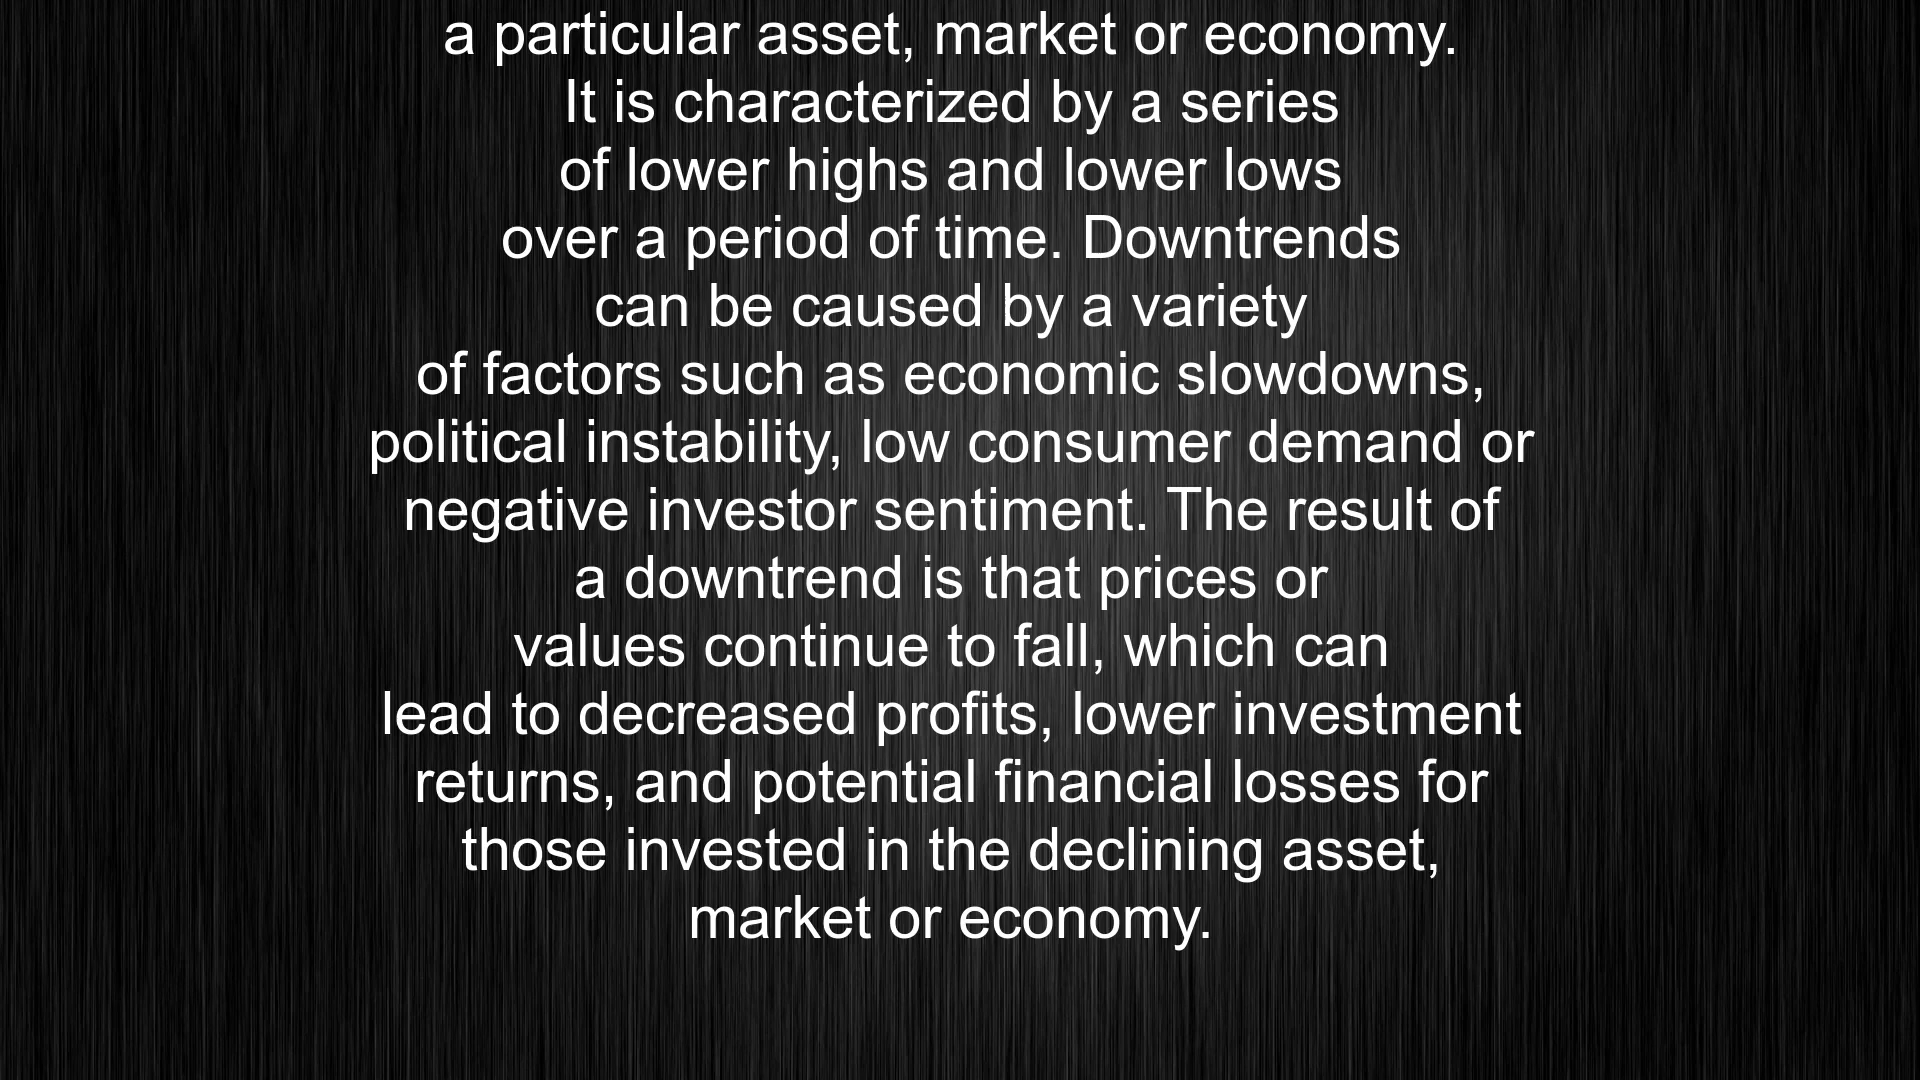 a particular asset, market or economy.
It is characterized by a series
of lower highs and lower lows
over a period of time. Downtrends
can be caused by a variety
of factors such as economic slowdowns,
political instability, low consumer demand or
negative investor sentiment. The result of
a downtrend is that prices or
values continue to fall, which can
lead to decreased profits, lower investment
returns, and potential financial losses for
those invested in the declining asset,
market or economy.